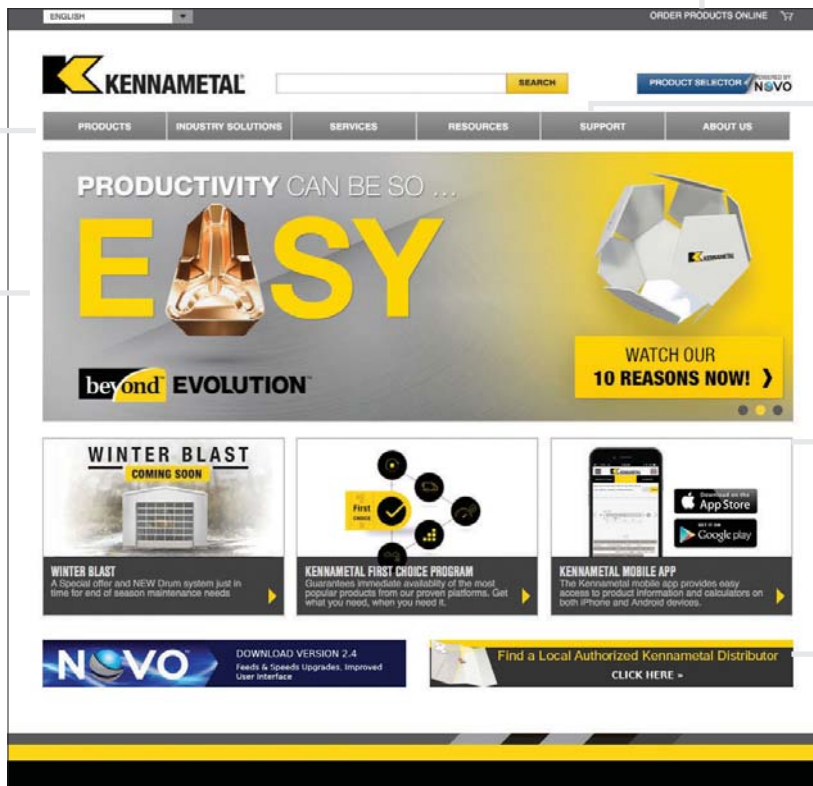 ENGLISH
ORDER PRODUCTS ONLINE
KENNAMETAL
SEARCH
PRODUCT SELECTOR
POWERED BY
NOVO
PRODUCTS INDUSTRY SOLUTIONS SERVICES RESOURCES SUPPORT ABOUT US
PRODUCTIVITY CAN BE SO ...
EASY
KENNAMETAL
WATCH OUR
10 REASONS NOW! ❯
beyond™ EVOLUTION™
WINTER BLAST
COMING SOON
WINTER BLAST
A Special offer and NEW Drum system just in
time for end of season maintenance needs
First
CHOICE
KENNAMETAL FIRST CHOICE PROGRAM
Guarantees immediate availablity of the most
popular products from our proven platforms. Get
what you need, when you need it.
KENNAMETAL
Download on the
App Store
GET IT ON
Google play
KENNAMETAL MOBILE APP
The Kennametal mobile app provides easy
access to product information and calculators on
both iPhone and Android devices.
NOVO
DOWNLOAD VERSION 2.4
Feeds & Speeds Upgrades, Improved
User Interface
Find a Local Authorized Kennametal Distributor
CLICK HERE »